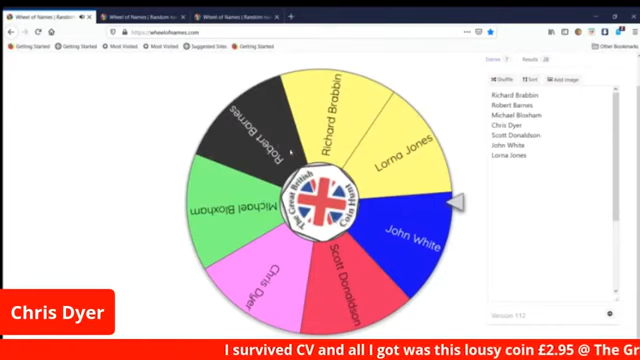 Wheel of Names | Random
Wheel of Names | Random
Wheel of Names | Random
https://wheelofnames.com
Getting Started
Getting Started
Most Visited
Most Visited
Suggested Sites
Getting Started
Other Bookmarks
Entries 7
Results 28
Shuffle
Sort
Add image
Richard Brabbin
Robert Barnes
Michael Bloxham
Chris Dyer
Scott Donaldson
John White
Lorna Jones
Richard Brabbin
Lorna Jones
John White
Scott Donaldson
Chris Dyer
Michael Bloxham
Robert Barnes
The Great British
Coin Hunt
Version 112
Chris Dyer
I survived CV and all I got was this lousy coin £2.95 @ The Gr